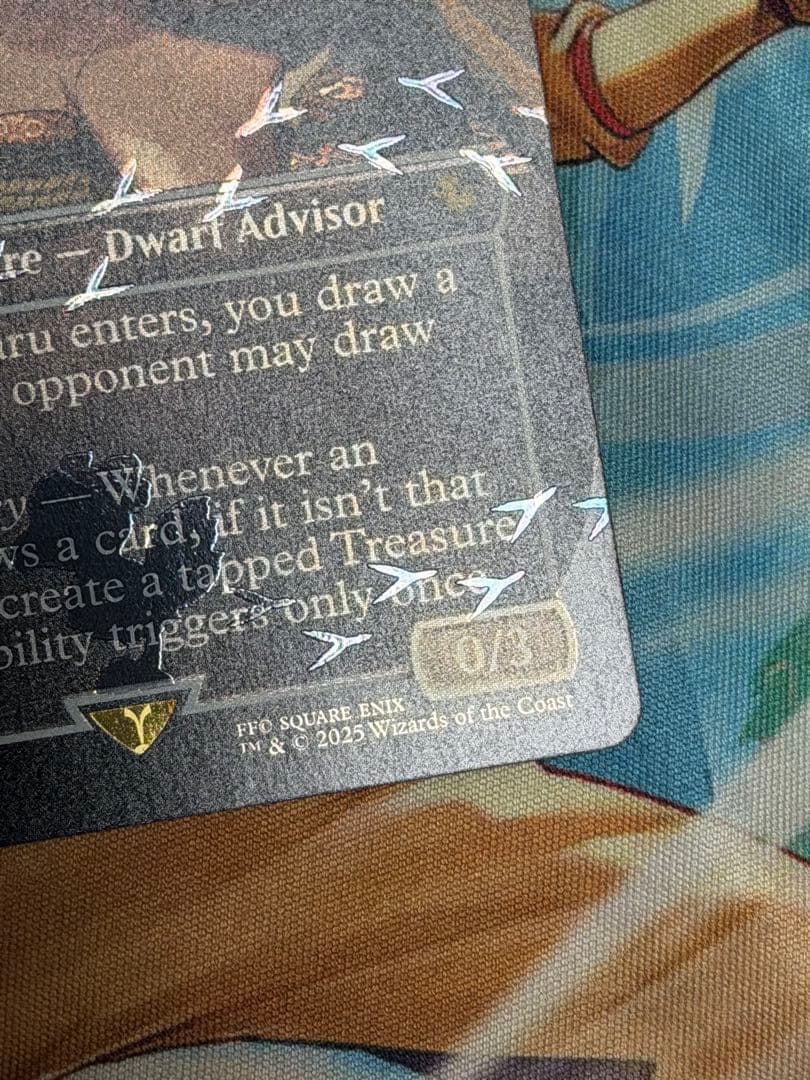 re — Dwarf Advisor
ru enters, you draw a
opponent may draw
y — Whenever an
ws a card, if it isn't that
create a tapped Treasure
bility triggers only once
0/3
FF© SQUARE ENIX
™ & © 2025 Wizards of the Coast